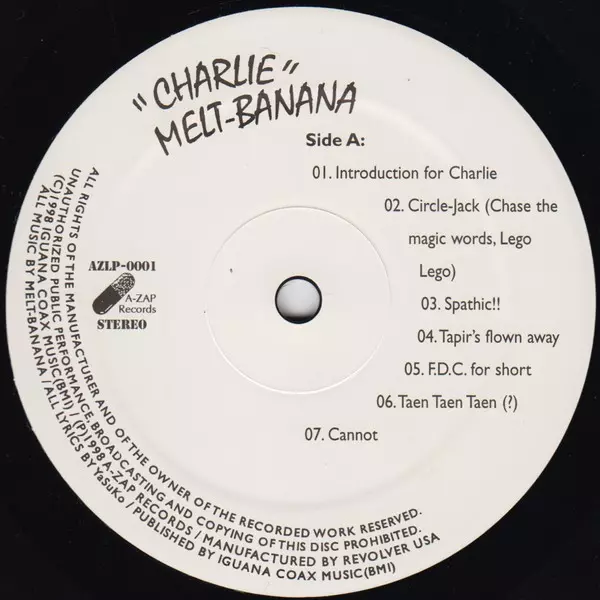 "CHARLIE"
MELT-BANANA
Side A:
01. Introduction for Charlie
02. Circle-Jack (Chase the
magic words, Lego
Lego)
03. Spathic!!
04. Tapir's flown away
05. F.D.C. for short
06. Taen Taen Taen (?)
07. Cannot
AZLP-0001
A-ZAP
Records
STEREO
ALL RIGHTS OF THE MANUFACTURER AND OF THE OWNER OF THE RECORDED WORK RESERVED.
UNAUTHORIZED PUBLIC PERFORMANCE, BROADCASTING AND COPYING OF THIS DISC PROHIBITED.
(C)1998 IGUANA COAX MUSIC(BMI) / (P)1998 A-ZAP RECORDS / MANUFACTURED BY REVOLVER USA
ALL MUSIC BY MELT-BANANA / ALL LYRICS BY YaSuKo / PUBLISHED BY IGUANA COAX MUSIC(BMI)